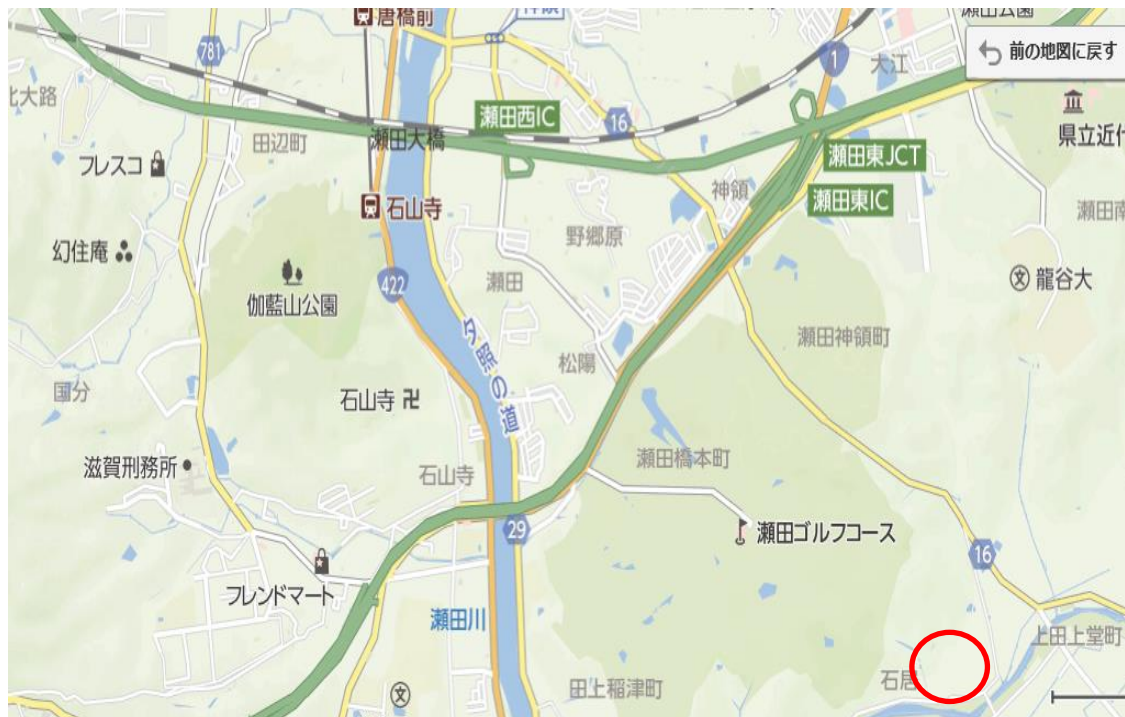 唐橋前
神領
瀬田公園
781
1
大江
前の地図に戻す
北大路
瀬田西IC
16
県立近代
田辺町
瀬田大橋
瀬田東JCT
フレスコ
石山寺
神領
瀬田東IC
瀬田南
幻住庵
野郷原
瀬田
龍谷大
422
伽藍山公園
夕照の道
瀬田神領町
松陽
国分
石山寺
滋賀刑務所
石山寺
瀬田橋本町
29
瀬田ゴルフコース
16
フレンドマート
瀬田川
上田上堂町
石居
田上稲津町